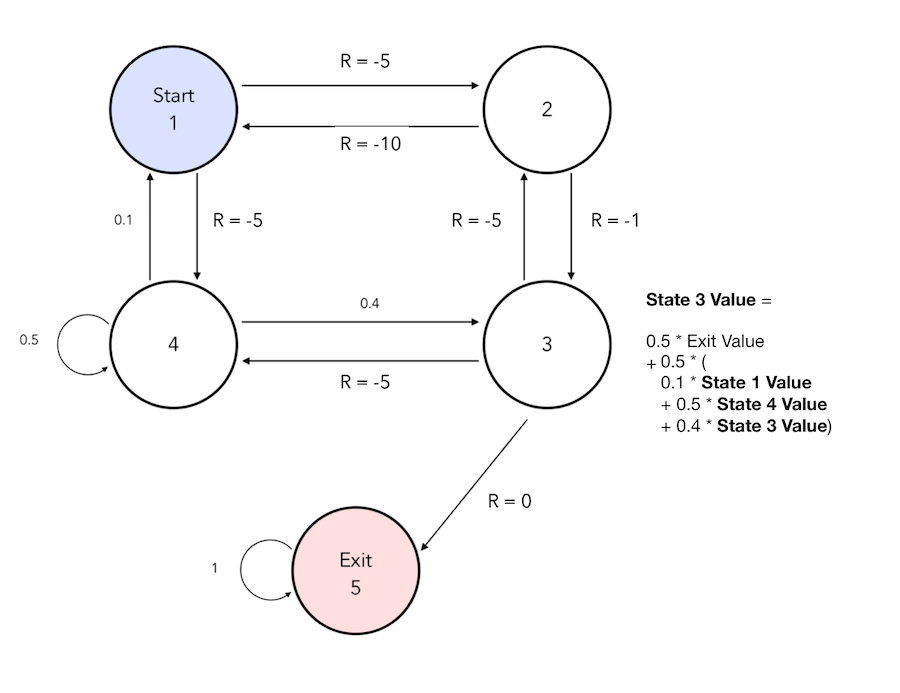 R = -5
Start
1
2
R = -10
0.1
R = -5
R = -5
R = -1
State 3 Value =
0.4
0.5
4
3
0.5 * Exit Value
+ 0.5 * (
0.1 * State 1 Value
+ 0.5 * State 4 Value
+ 0.4 * State 3 Value)
R = -5
R = 0
1
Exit
5